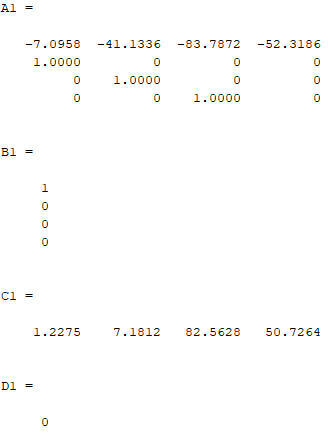 A1 =
-7.0958 -41.1336 -83.7872 -52.3186
1.0000 0 0 0
0 1.0000 0 0
0 0 1.0000 0
B1 =
1
0
0
0
C1 =
1.2275 7.1812 82.5628 50.7264
D1 =
0